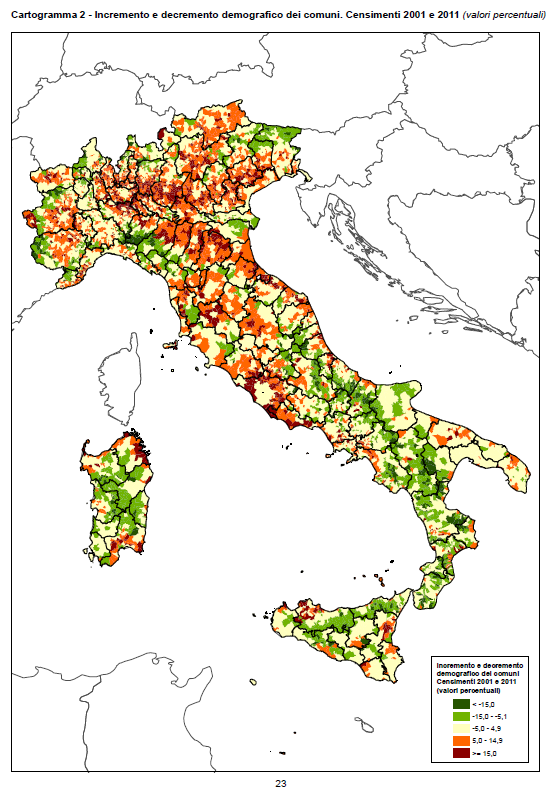 Cartogramma 2 - Incremento e decremento demografico dei comuni. Censimenti 2001 e 2011 (valori percentuali)
Incremento e decremento
demografico dei comuni
Censimenti 2001 e 2011
(valori percentuali)
< -15,0
-15,0 - -5,1
-5,0 - 4,9
5,0 - 14,9
>= 15,0
23